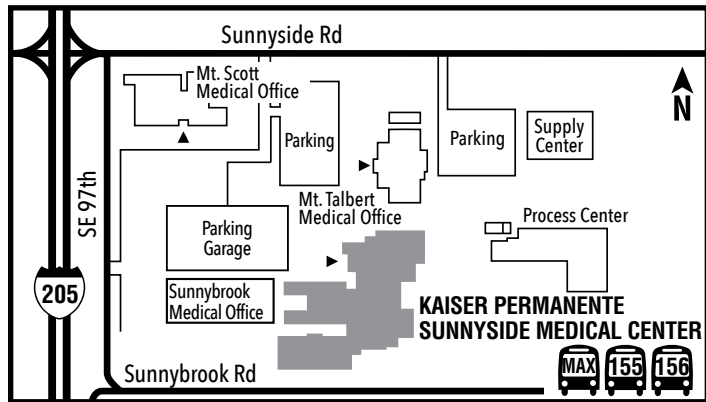 Sunnyside Rd
Mt. Scott
Medical Office
N
Parking
Parking
Supply
Center
SE 97th
Mt. Talbert
Medical Office
Parking
Garage
Process Center
205
Sunnybrook
Medical Office
KAISER PERMANENTE
SUNNYSIDE MEDICAL CENTER
Sunnybrook Rd
MAX
155
156